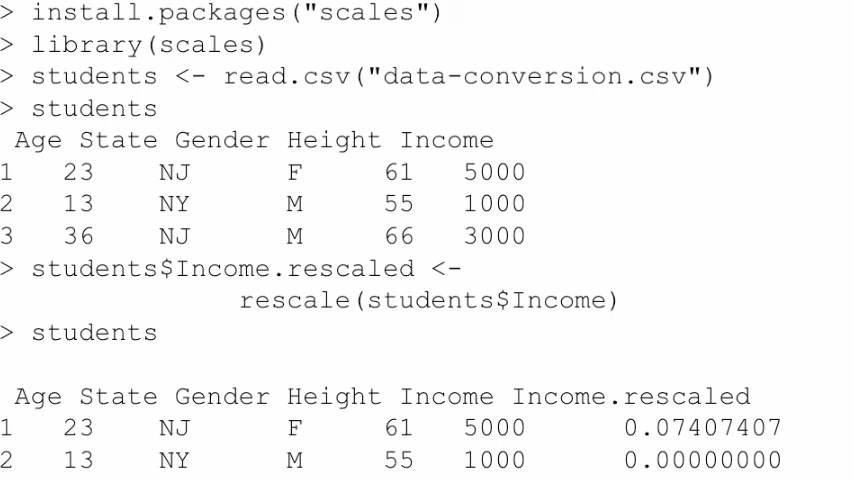 > install.packages("scales")
> library(scales)
> students <- read.csv("data-conversion.csv")
> students
Age State Gender Height Income
1 23 NJ F 61 5000
2 13 NY M 55 1000
3 36 NJ M 66 3000
> students$Income.rescaled <-
rescale(students$Income)
> students
Age State Gender Height Income Income.rescaled
1 23 NJ F 61 5000 0.07407407
2 13 NY M 55 1000 0.00000000